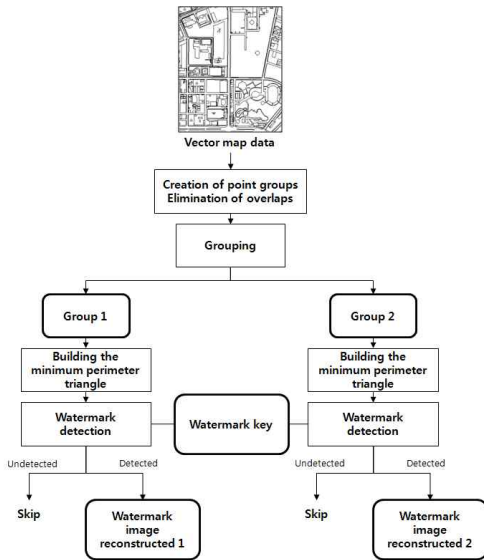 Vector map data
Creation of point groups
Elimination of overlaps
Grouping
Group 1
Group 2
Building the
minimum perimeter
triangle
Building the
minimum perimeter
triangle
Watermark
detection
Watermark key
Watermark
detection
Undetected
Detected
Undetected
Detected
Skip
Watermark
image
reconstructed 1
Skip
Watermark
image
reconstructed 2